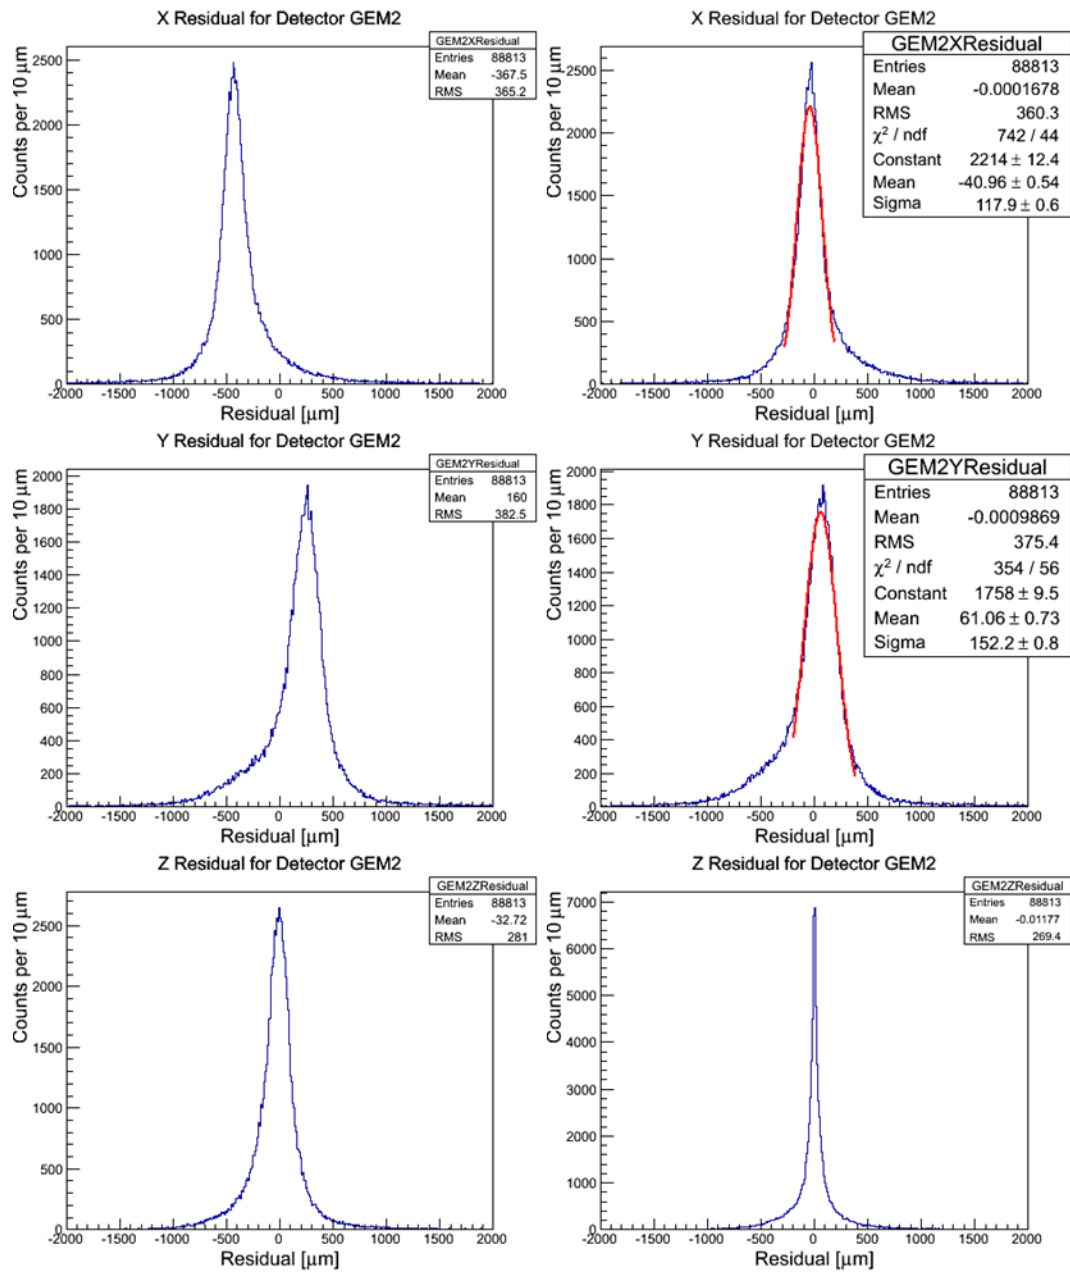 X Residual for Detector GEM2
GEM2XResidual
Entries 88813
Mean -367.5
RMS 365.2
Counts per 10 μm
2500
2000
1500
1000
500
0
-2000 -1500 -1000 -500 0 500 1000 1500 2000
Residual [μm]
X Residual for Detector GEM2
GEM2XResidual
Entries 88813
Mean -0.0001678
RMS 360.3
χ² / ndf 742 / 44
Constant 2214 ± 12.4
Mean -40.96 ± 0.54
Sigma 117.9 ± 0.6
Counts per 10 μm
2500
2000
1500
1000
500
0
-2000 -1500 -1000 -500 0 500 1000 1500 2000
Residual [μm]
Y Residual for Detector GEM2
GEM2YResidual
Entries 88813
Mean 160
RMS 382.5
Counts per 10 μm
2000
1800
1600
1400
1200
1000
800
600
400
200
0
-2000 -1500 -1000 -500 0 500 1000 1500 2000
Residual [μm]
Y Residual for Detector GEM2
GEM2YResidual
Entries 88813
Mean -0.0009869
RMS 375.4
χ² / ndf 354 / 56
Constant 1758 ± 9.5
Mean 61.06 ± 0.73
Sigma 152.2 ± 0.8
Counts per 10 μm
2000
1800
1600
1400
1200
1000
800
600
400
200
0
-2000 -1500 -1000 -500 0 500 1000 1500 2000
Residual [μm]
Z Residual for Detector GEM2
GEM2ZResidual
Entries 88813
Mean -32.72
RMS 281
Counts per 10 μm
2500
2000
1500
1000
500
0
-2000 -1500 -1000 -500 0 500 1000 1500 2000
Residual [μm]
Z Residual for Detector GEM2
GEM2ZResidual
Entries 88813
Mean -0.01177
RMS 269.4
Counts per 10 μm
7000
6000
5000
4000
3000
2000
1000
0
-2000 -1500 -1000 -500 0 500 1000 1500 2000
Residual [μm]